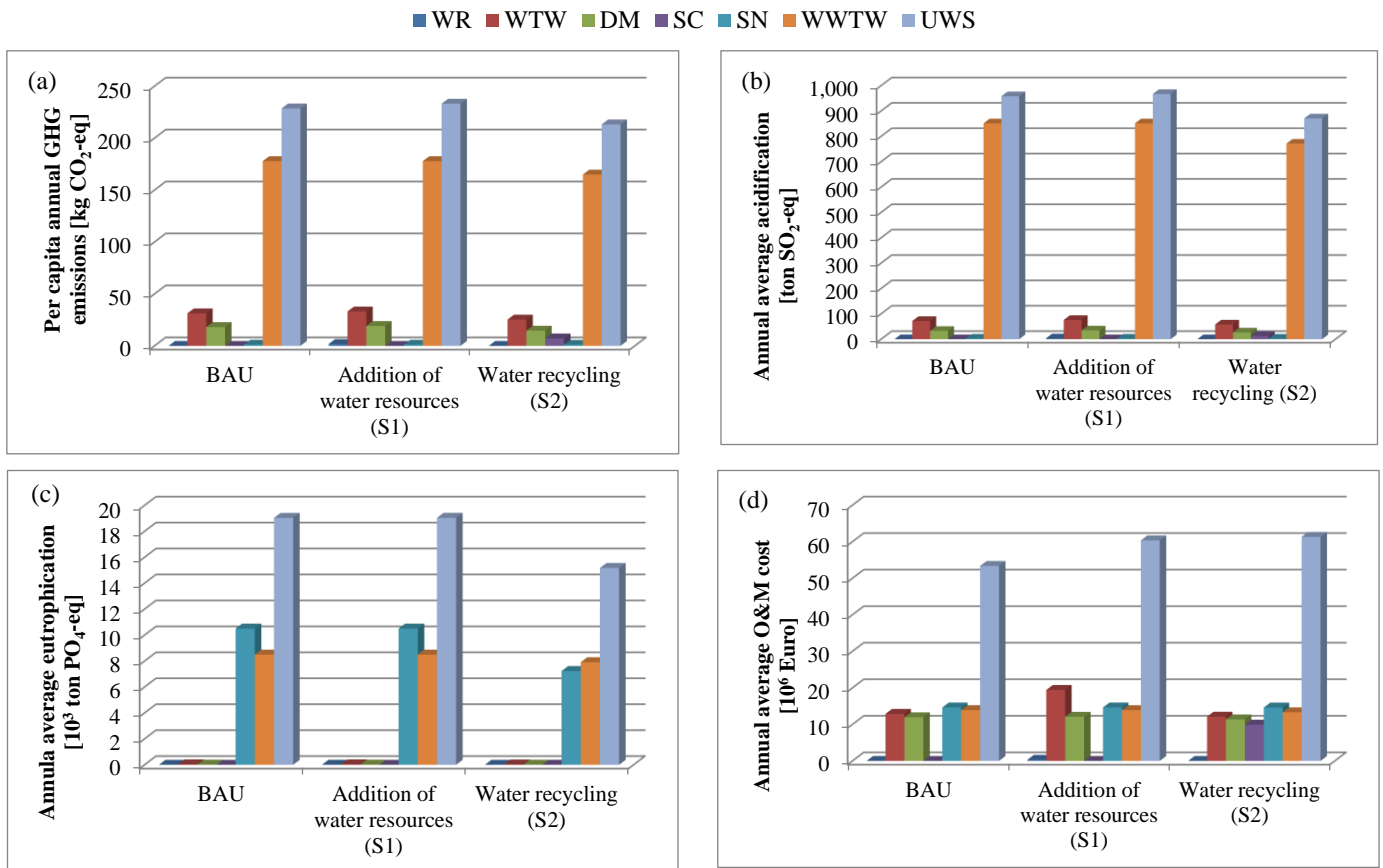 WR WTW DM SC SN WWTW UWS
(a)
Per capita annual GHG
emissions [kg CO₂-eq]
250
200
150
100
50
0
BAU
Addition of
water resources
(S1)
Water recycling
(S2)
(b)
Annual average acidification
[ton SO₂-eq]
1,000
900
800
700
600
500
400
300
200
100
0
BAU
Addition of
water resources
(S1)
Water
recycling (S2)
(c)
Annula average eutrophication
[10³ ton PO₄-eq]
20
18
16
14
12
10
8
6
4
2
0
BAU
Addition of
water resources
(S1)
Water recycling
(S2)
(d)
Annual average O&M cost
[10⁶ Euro]
70
60
50
40
30
20
10
0
BAU
Addition of
water resources
(S1)
Water recycling
(S2)